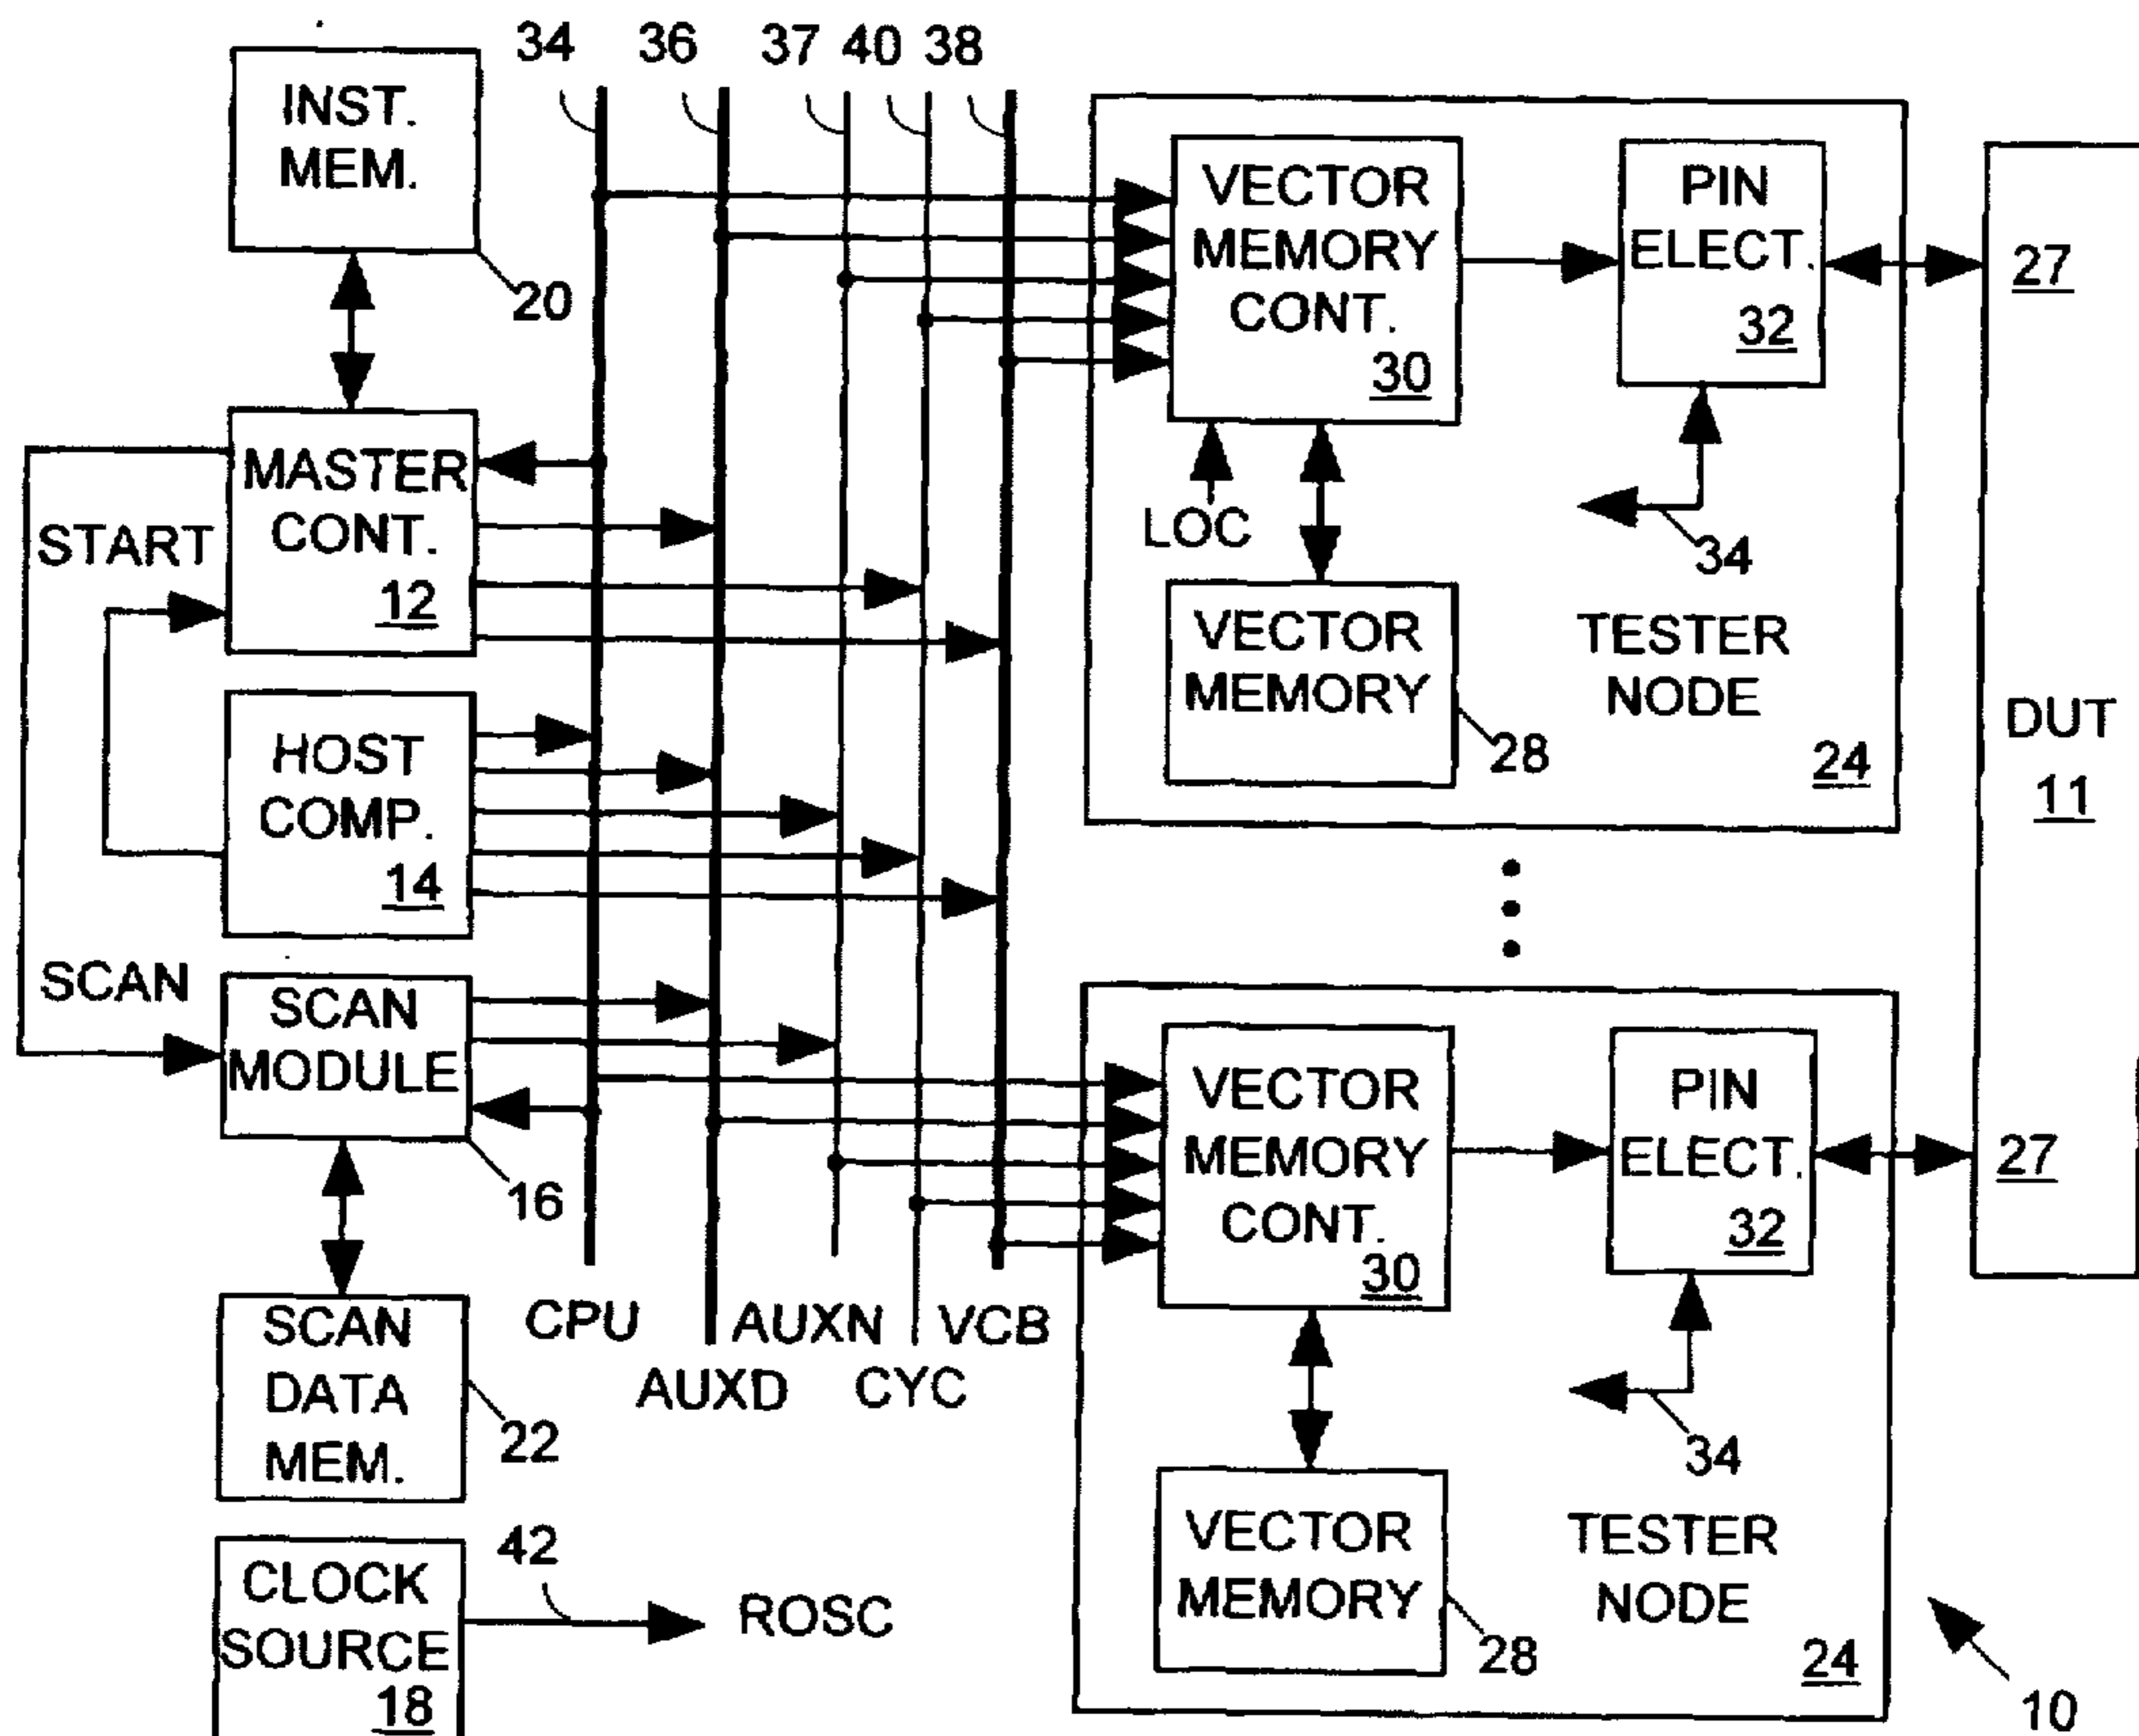 34 36 37 40 38
INST.
MEM.
20
MASTER
CONT.
12
START
HOST
COMP.
14
SCAN
SCAN
MODULE
16
SCAN
DATA
MEM.
22
CLOCK
SOURCE
18
42
ROSC
CPU
AUXD
AUXN
CYC
VCB
VECTOR
MEMORY
CONT.
30
PIN
ELECT.
32
LOC
34
VECTOR
MEMORY
28
TESTER
NODE
24
27
DUT
11
27
VECTOR
MEMORY
CONT.
30
PIN
ELECT.
32
34
VECTOR
MEMORY
28
TESTER
NODE
24
10